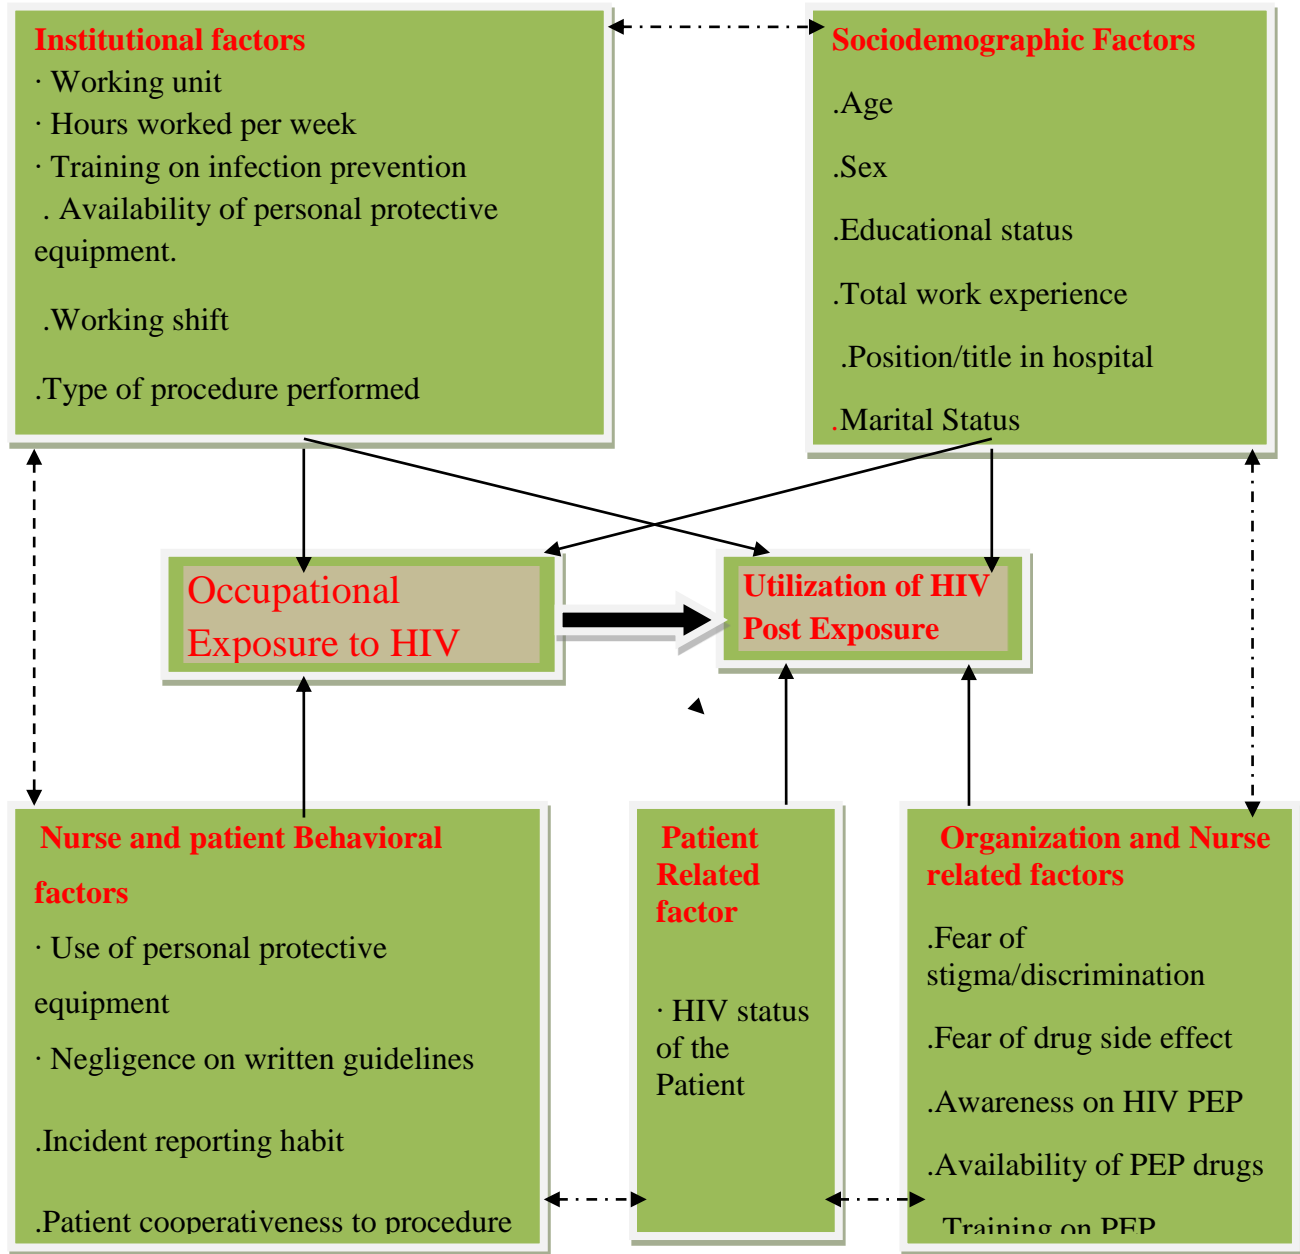 Institutional factors
· Working unit
· Hours worked per week
· Training on infection prevention
. Availability of personal protective
equipment.
.Working shift
.Type of procedure performed
Sociodemographic Factors
.Age
.Sex
.Educational status
.Total work experience
.Position/title in hospital
.Marital Status
Occupational
Exposure to HIV
Utilization of HIV
Post Exposure
Nurse and patient Behavioral
factors
· Use of personal protective
equipment
· Negligence on written guidelines
.Incident reporting habit
.Patient cooperativeness to procedure
Patient
Related
factor
· HIV status
of the
Patient
Organization and Nurse
related factors
.Fear of
stigma/discrimination
.Fear of drug side effect
.Awareness on HIV PEP
.Availability of PEP drugs
.Training on PEP